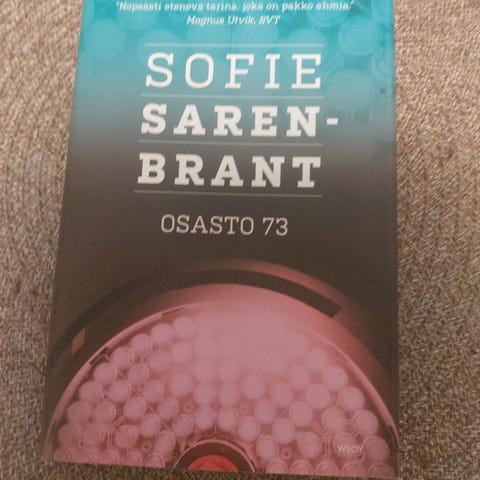 "Nopeasti etenevä tarina, joka on pakko ahmia."
Magnus Utvik, SVT
SOFIE
SAREN-
BRANT
OSASTO 73
WSOY